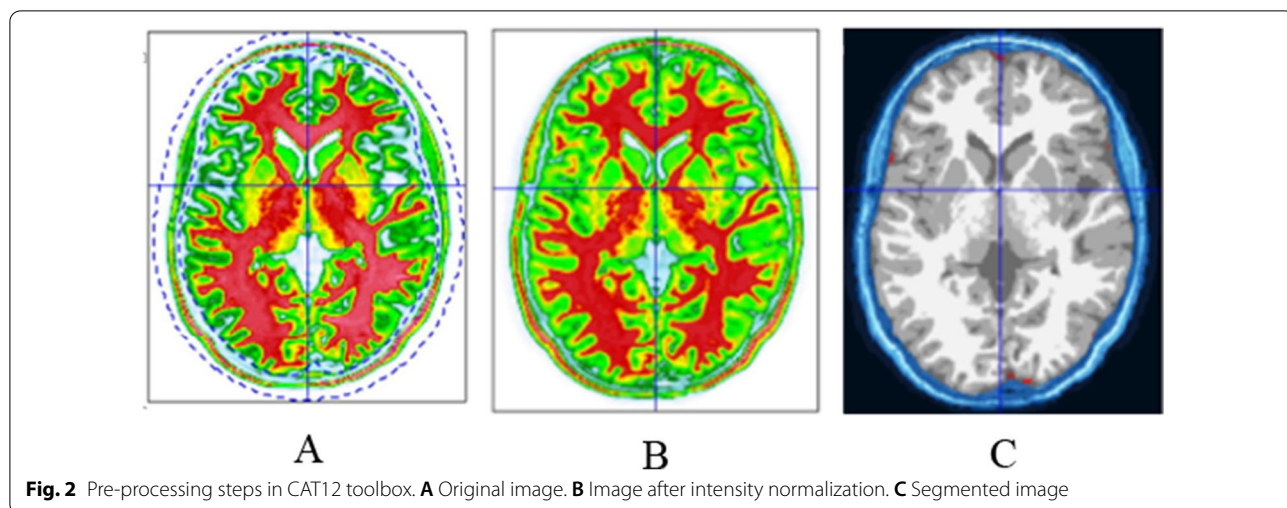 A
B
C
Fig. 2 Pre-processing steps in CAT12 toolbox. A Original image. B Image after intensity normalization. C Segmented image